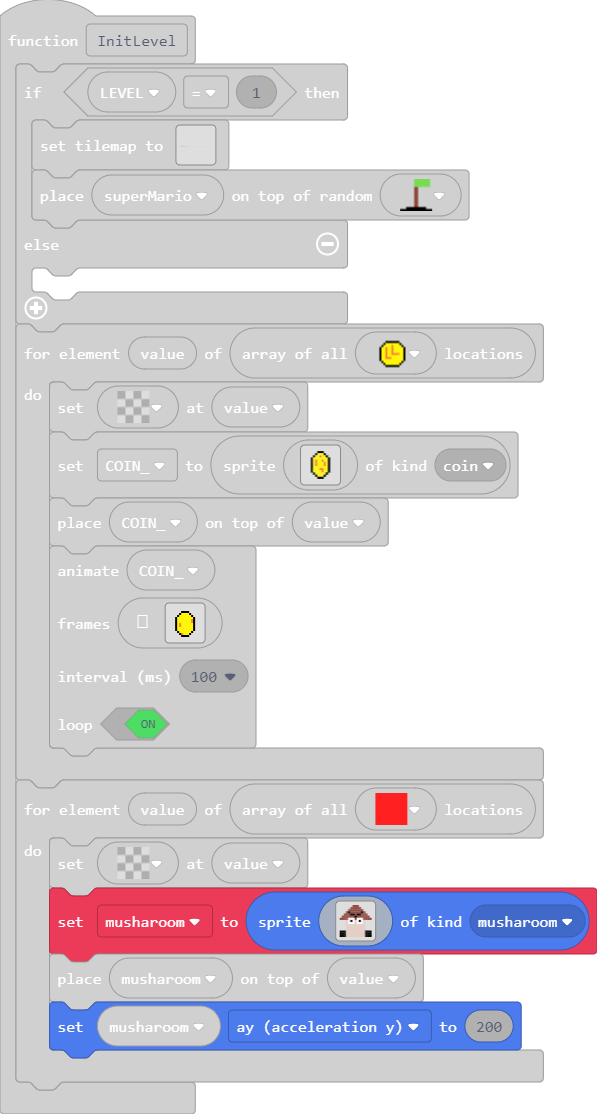 function InitLevel
if LEVEL = 1 then
set tilemap to
place superMario on top of random
else
for element value of array of all locations
do
set at value
set COIN_ to sprite of kind coin
place COIN_ on top of value
animate COIN_
frames
interval (ms) 100
loop ON
for element value of array of all locations
do
set at value
set musharoom to sprite of kind musharoom
place musharoom on top of value
set musharoom ay (acceleration y) to 200